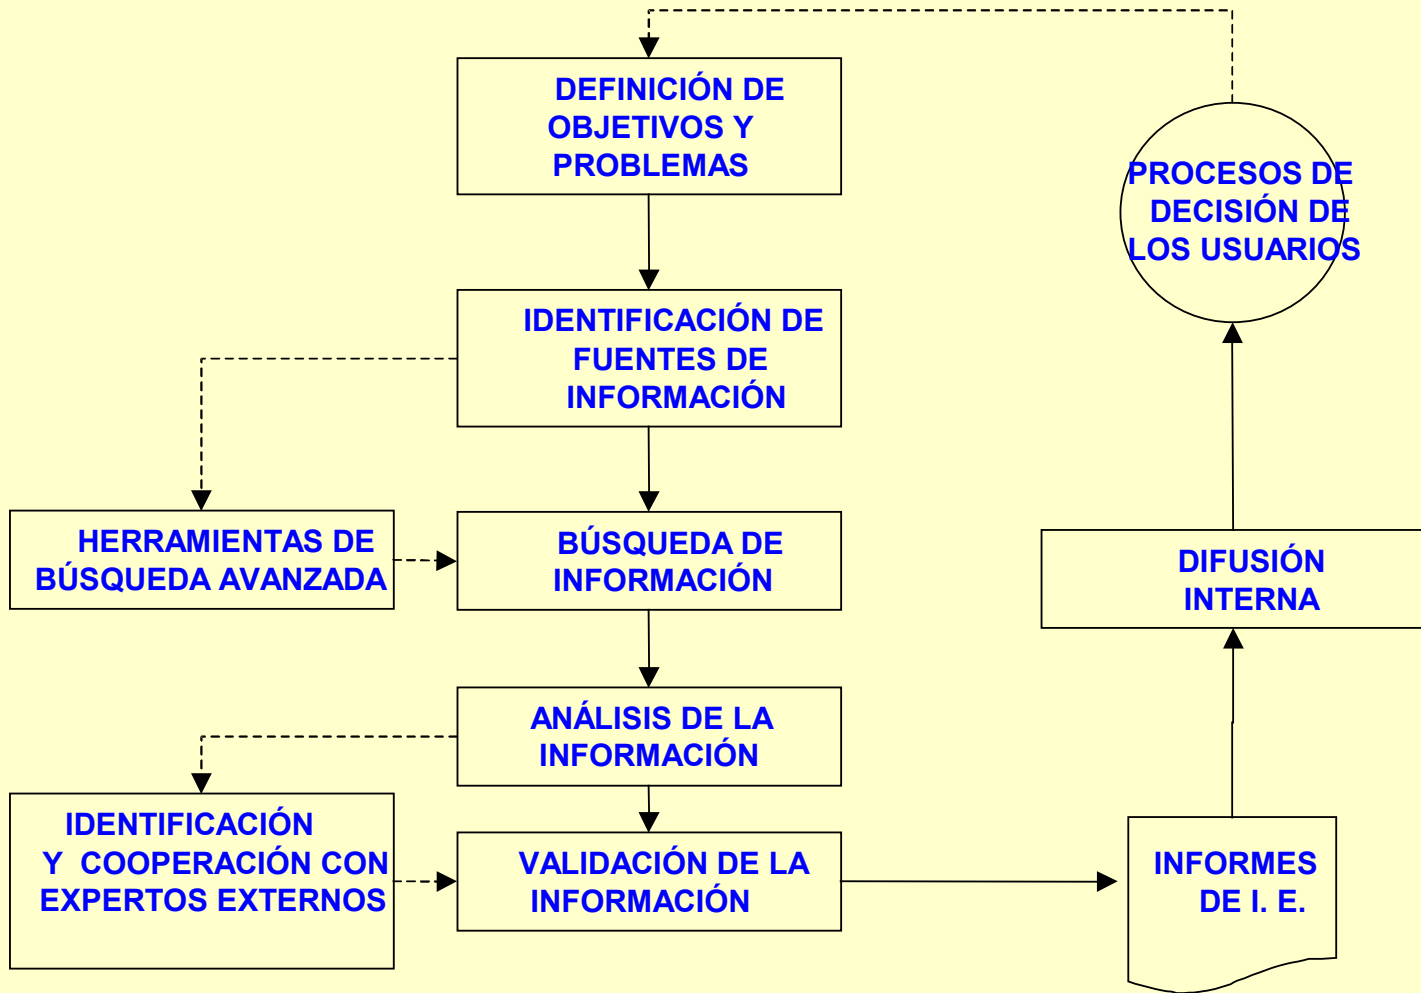 DEFINICIÓN DE
OBJETIVOS Y
PROBLEMAS
PROCESOS DE
DECISIÓN DE
LOS USUARIOS
IDENTIFICACIÓN DE
FUENTES DE
INFORMACIÓN
HERRAMIENTAS DE
BÚSQUEDA AVANZADA
BÚSQUEDA DE
INFORMACIÓN
DIFUSIÓN
INTERNA
ANÁLISIS DE LA
INFORMACIÓN
IDENTIFICACIÓN
Y COOPERACIÓN CON
EXPERTOS EXTERNOS
VALIDACIÓN DE LA
INFORMACIÓN
INFORMES
DE I. E.